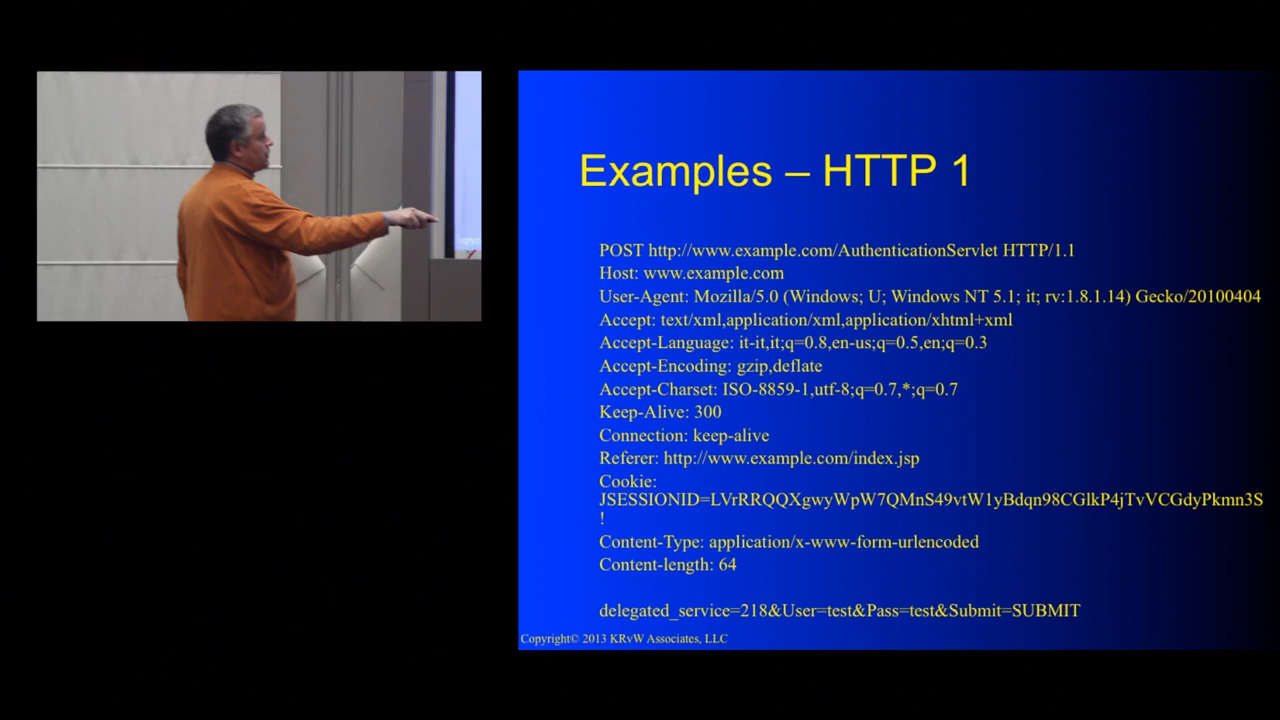 Examples – HTTP 1
POST http://www.example.com/AuthenticationServlet HTTP/1.1
Host: www.example.com
User-Agent: Mozilla/5.0 (Windows; U; Windows NT 5.1; it; rv:1.8.1.14) Gecko/20100404
Accept: text/xml,application/xml,application/xhtml+xml
Accept-Language: it-it,it;q=0.8,en-us;q=0.5,en;q=0.3
Accept-Encoding: gzip,deflate
Accept-Charset: ISO-8859-1,utf-8;q=0.7,*;q=0.7
Keep-Alive: 300
Connection: keep-alive
Referer: http://www.example.com/index.jsp
Cookie:
JSESSIONID=LVrRRQQXgwyWpW7QMnS49vtW1yBdqn98CGlkP4jTvVCGdyPkmn3S
!
Content-Type: application/x-www-form-urlencoded
Content-length: 64
delegated_service=218&User=test&Pass=test&Submit=SUBMIT
Copyright© 2013 KRvW Associates, LLC